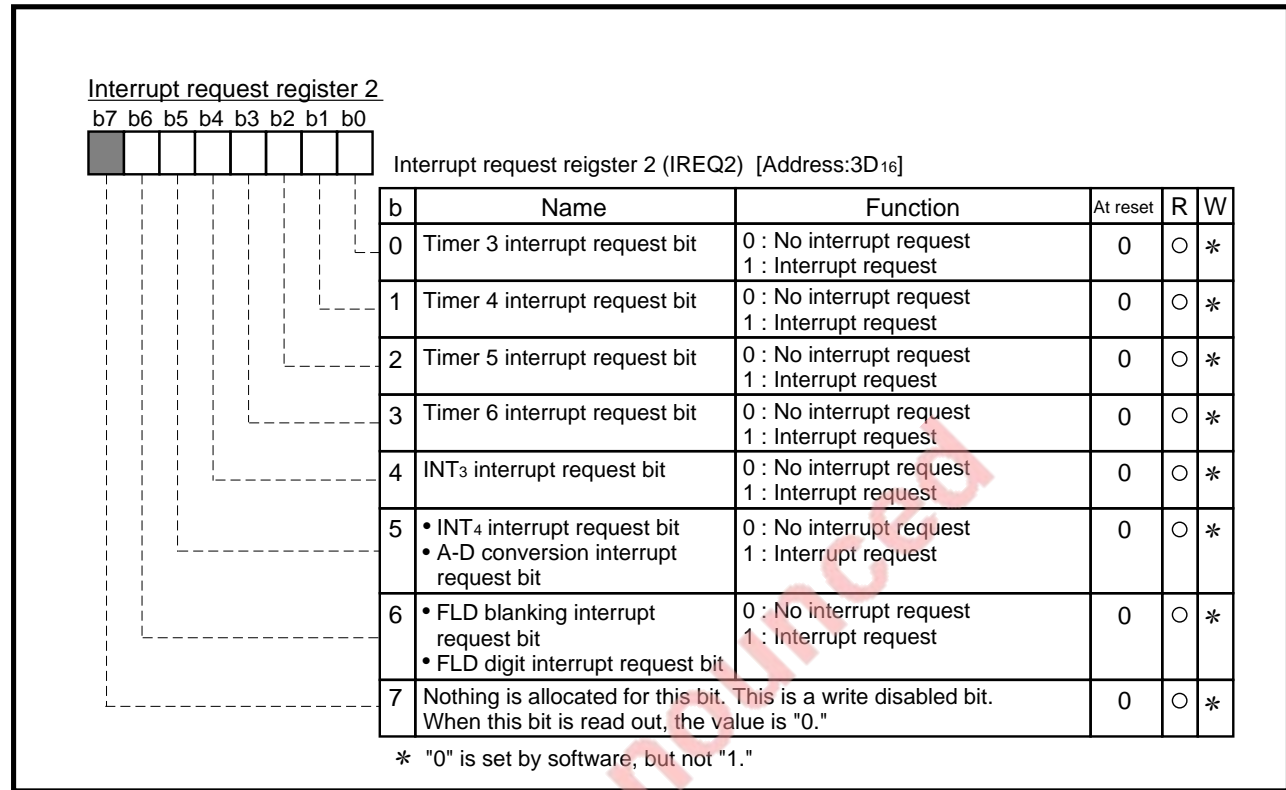 Interrupt request register 2
b7 b6 b5 b4 b3 b2 b1 b0
Interrupt request reigster 2 (IREQ2) [Address:3D16]
b Name Function At reset R W
0 Timer 3 interrupt request bit 0 : No interrupt request 0 ○ *
1 : Interrupt request
1 Timer 4 interrupt request bit 0 : No interrupt request 0 ○ *
1 : Interrupt request
2 Timer 5 interrupt request bit 0 : No interrupt request 0 ○ *
1 : Interrupt request
3 Timer 6 interrupt request bit 0 : No interrupt request 0 ○ *
1 : Interrupt request
4 INT3 interrupt request bit 0 : No interrupt request 0 ○ *
1 : Interrupt request
5 • INT4 interrupt request bit 0 : No interrupt request 0 ○ *
• A-D conversion interrupt 1 : Interrupt request
request bit
6 • FLD blanking interrupt 0 : No interrupt request 0 ○ *
request bit 1 : Interrupt request
• FLD digit interrupt request bit
7 Nothing is allocated for this bit. This is a write disabled bit. 0 ○ *
When this bit is read out, the value is "0."
* "0" is set by software, but not "1."
nounced